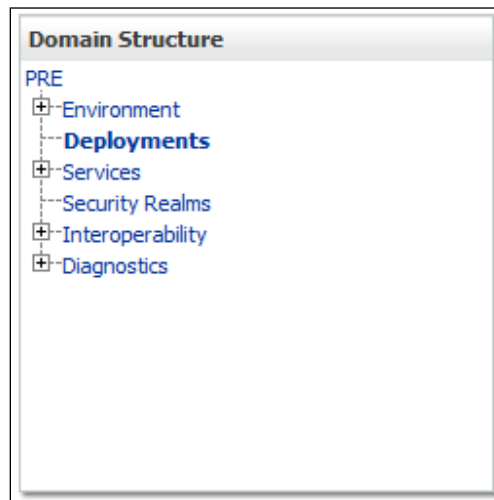 Domain Structure
PRE
Environment
Deployments
Services
Security Realms
Interoperability
Diagnostics